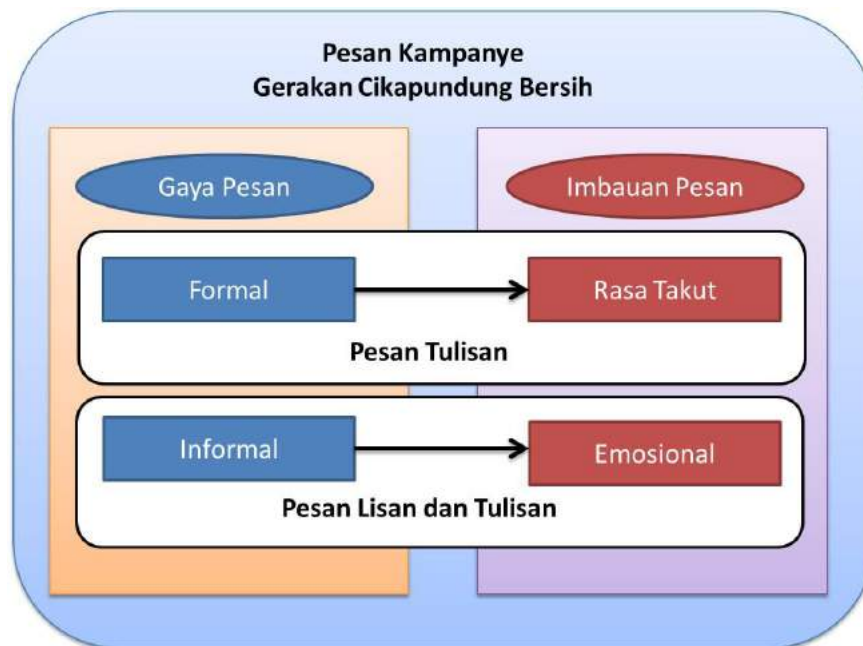 Pesan Kampanye
Gerakan Cikapundung Bersih
Gaya Pesan
Imbauan Pesan
Formal
Rasa Takut
Pesan Tulisan
Informal
Emosional
Pesan Lisan dan Tulisan